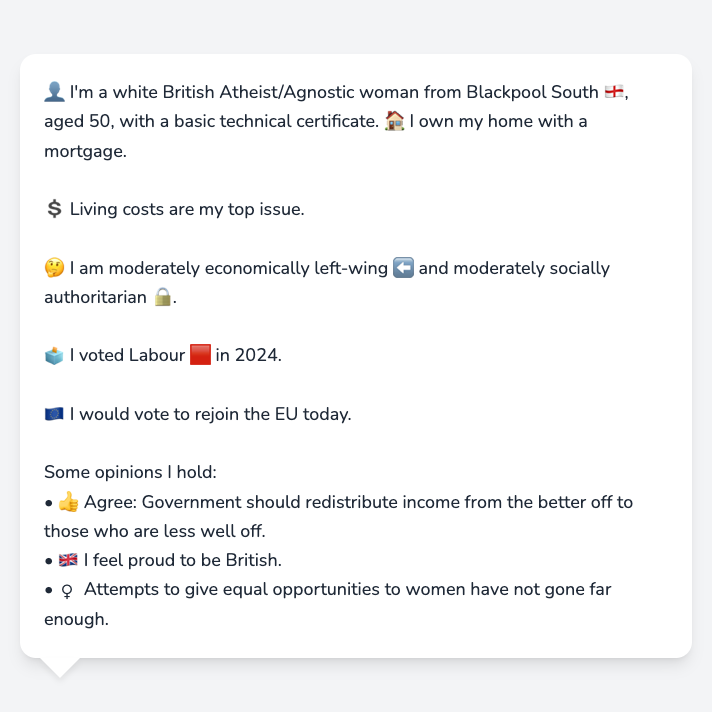 👤 I'm a white British Atheist/Agnostic woman from Blackpool South 🏴󠁧󠁢󠁥󠁮󠁧󠁿,
aged 50, with a basic technical certificate. 🏠 I own my home with a
mortgage.
💲 Living costs are my top issue.
🤔 I am moderately economically left-wing ⬅️ and moderately socially
authoritarian 🔒.
🗳️ I voted Labour 🟥 in 2024.
🇪🇺 I would vote to rejoin the EU today.
Some opinions I hold:
• 👍 Agree: Government should redistribute income from the better off to
those who are less well off.
• 🇬🇧 I feel proud to be British.
• ♀ Attempts to give equal opportunities to women have not gone far
enough.